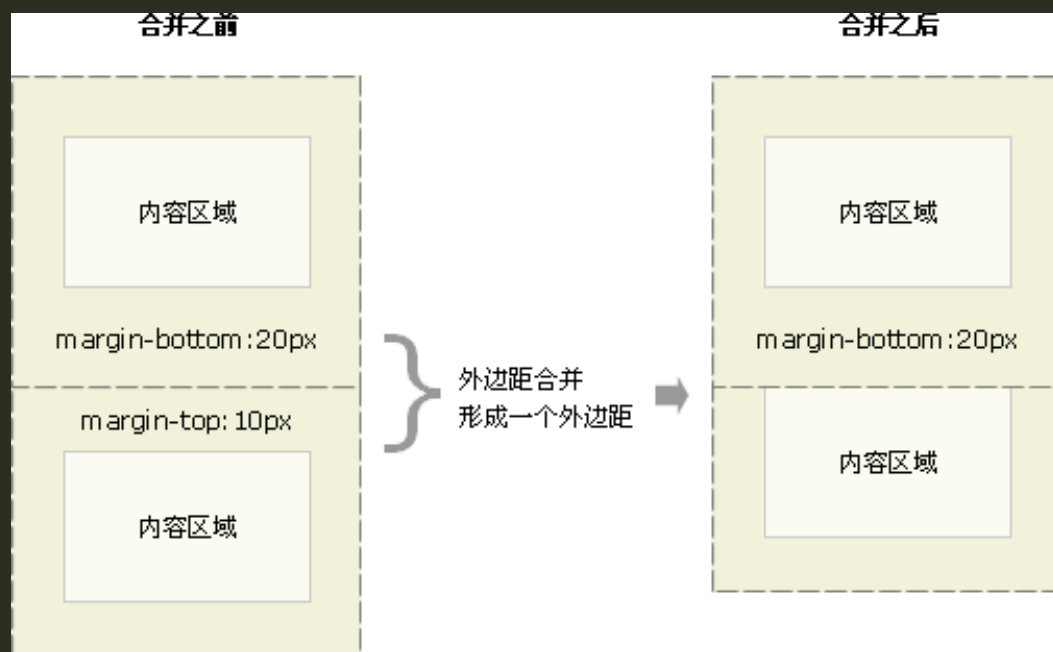 合并之前
合并之后
内容区域
内容区域
margin-bottom:20px
margin-bottom:20px
外边距合并
形成一个外边距
margin-top:10px
内容区域
内容区域